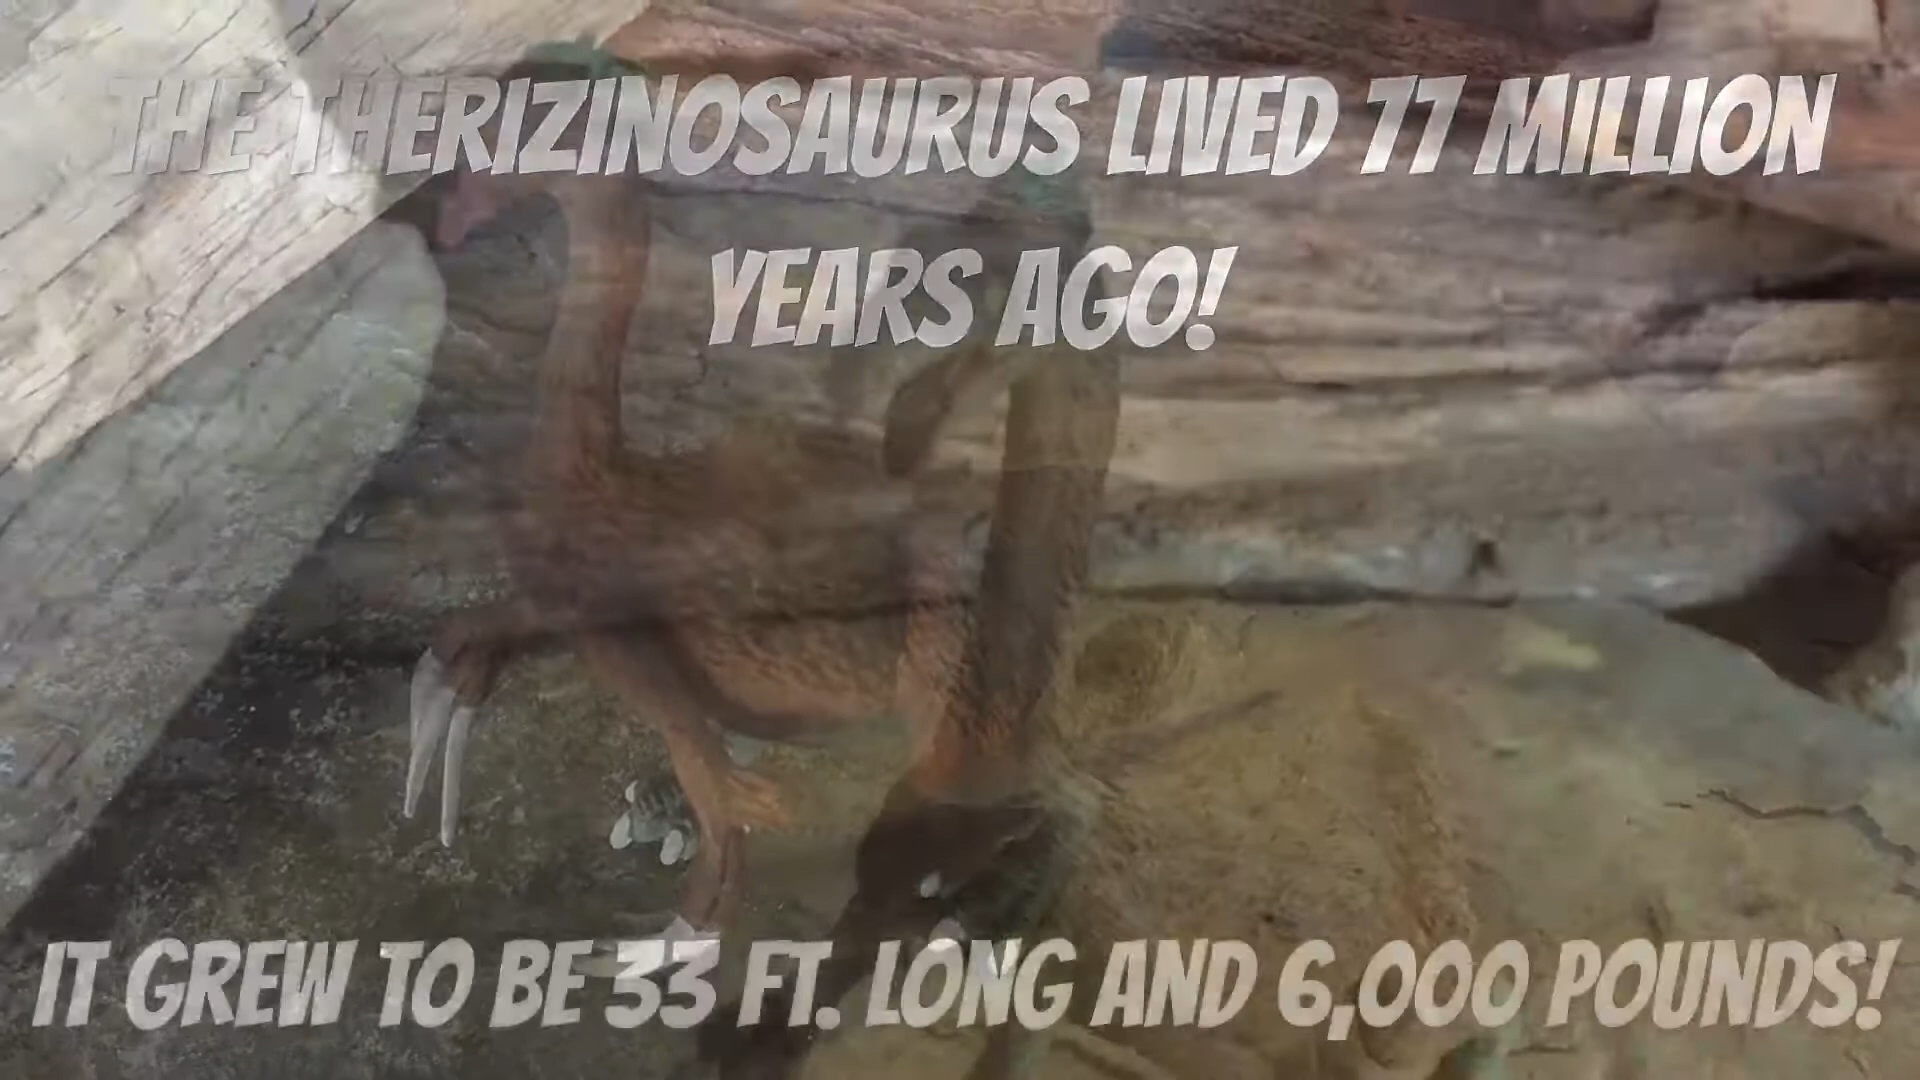 THE THERIZINOSAURUS LIVED 77 MILLION
YEARS AGO!
IT GREW TO BE 33 FT. LONG AND 6,000 POUNDS!